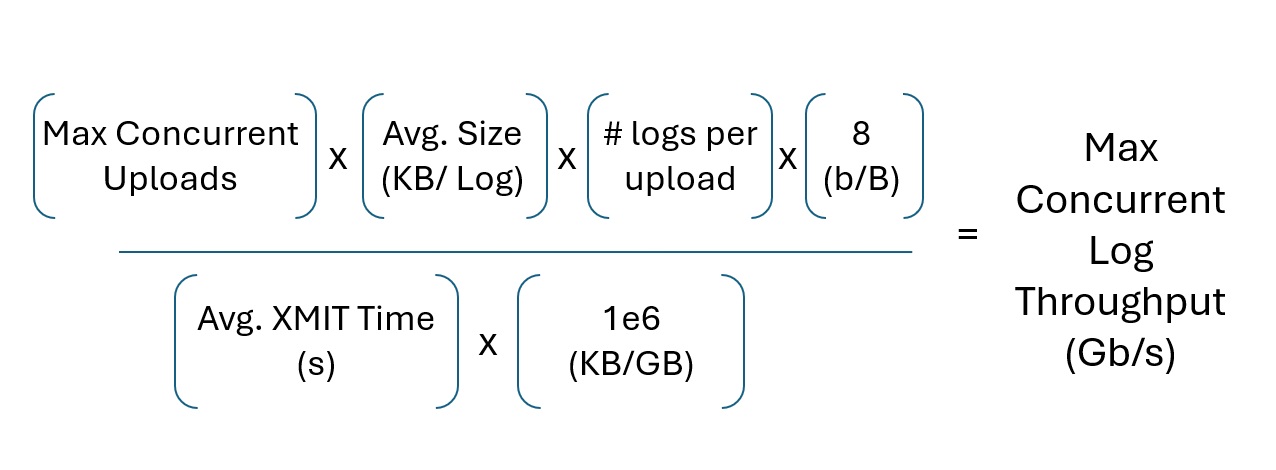 Max Concurrent
Uploads
x
Avg. Size
(KB/ Log)
x
# logs per
upload
x
8
(b/B)
Avg. XMIT Time
(s)
x
1e6
(KB/GB)
=
Max
Concurrent
Log
Throughput
(Gb/s)